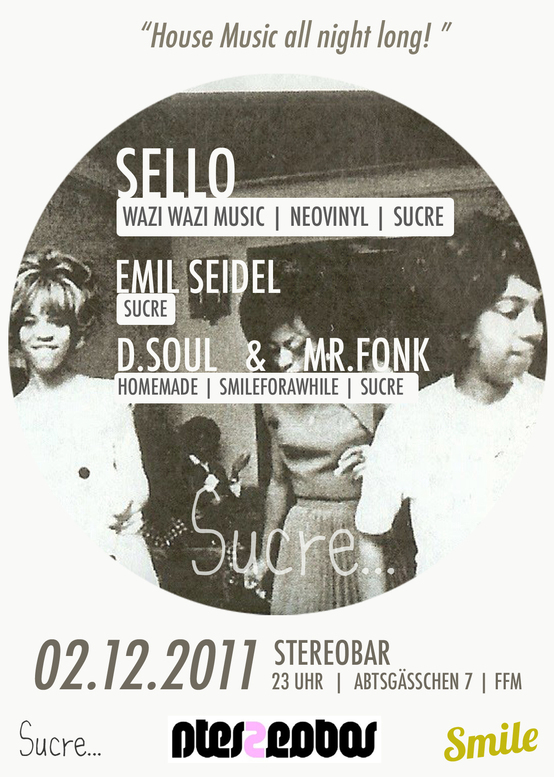 “House Music all night long! ”
SELLO
WAZI WAZI MUSIC | NEOVINYL | SUCRE
EMIL SEIDEL
SUCRE
D.SOUL & MR.FONK
HOMEMADE | SMILEFORAWHILE | SUCRE
Sucre...
02.12.2011 STEREOBAR
23 UHR | ABTSGÄSSCHEN 7 | FFM
Sucre... Smile